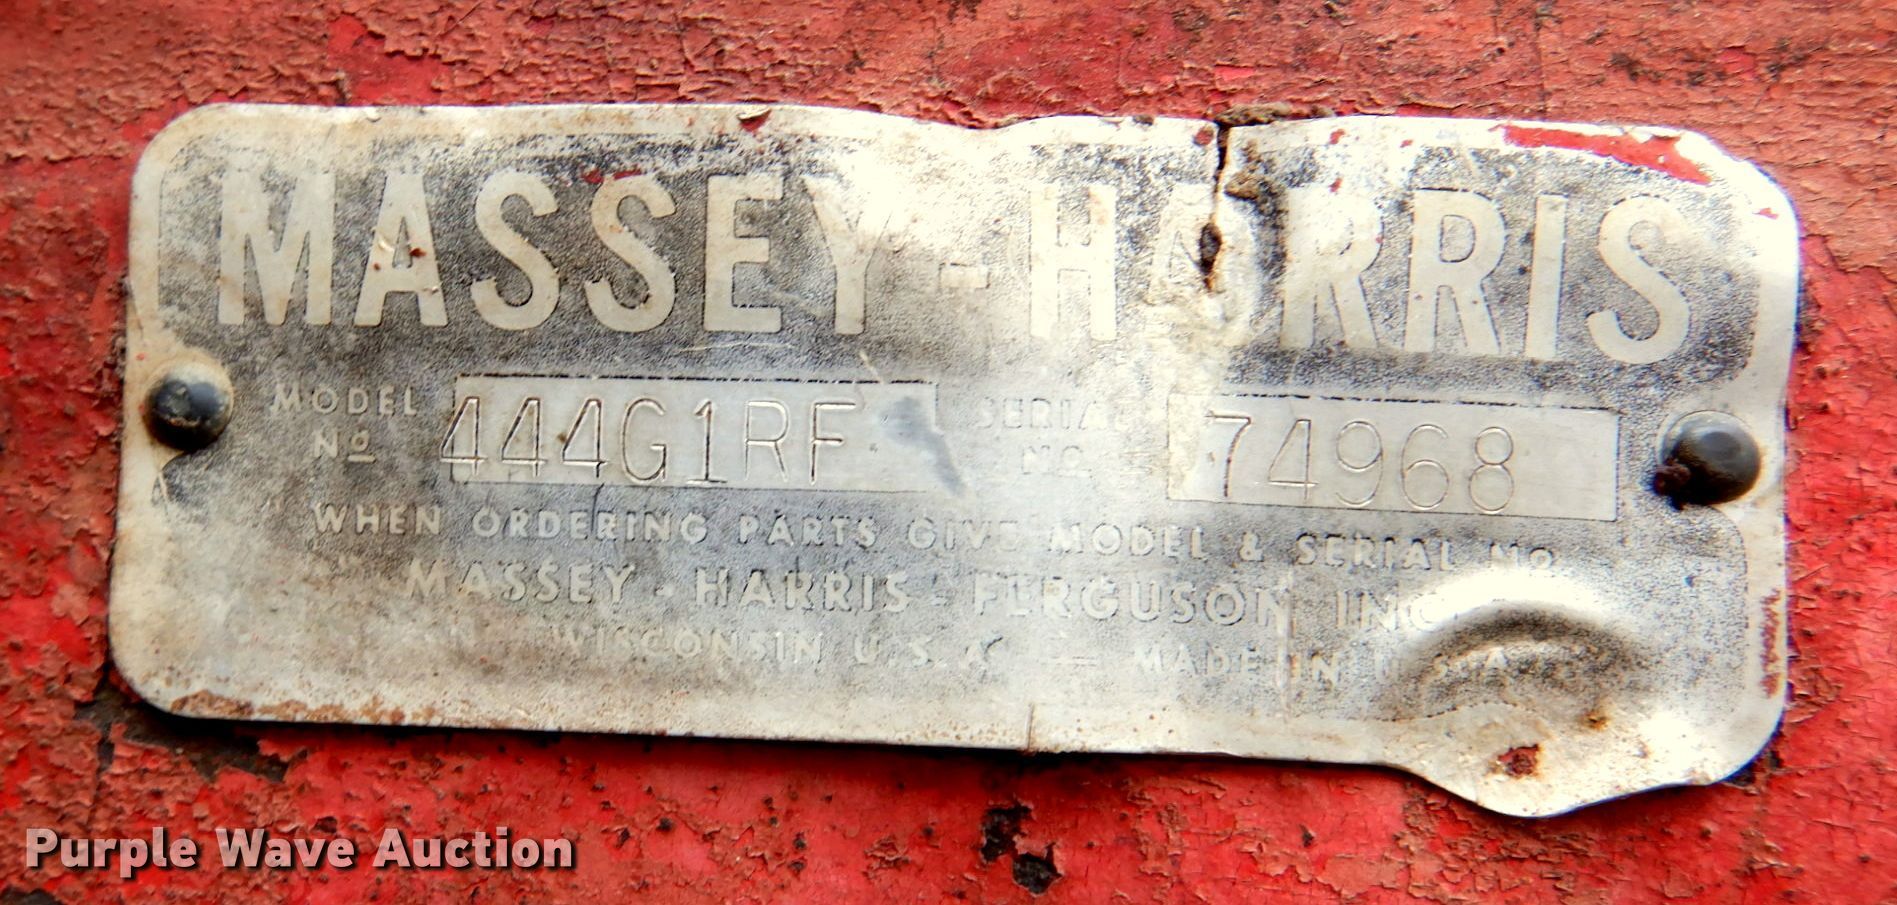 MASSEY-HARRIS
MODEL NO 444G1RF SERIAL NO. 74968
WHEN ORDERING PARTS GIVE MODEL & SERIAL NO.
MASSEY-HARRIS-FERGUSON INC.
WISCONSIN U.S.A. — MADE IN U.S.A.
Purple Wave Auction